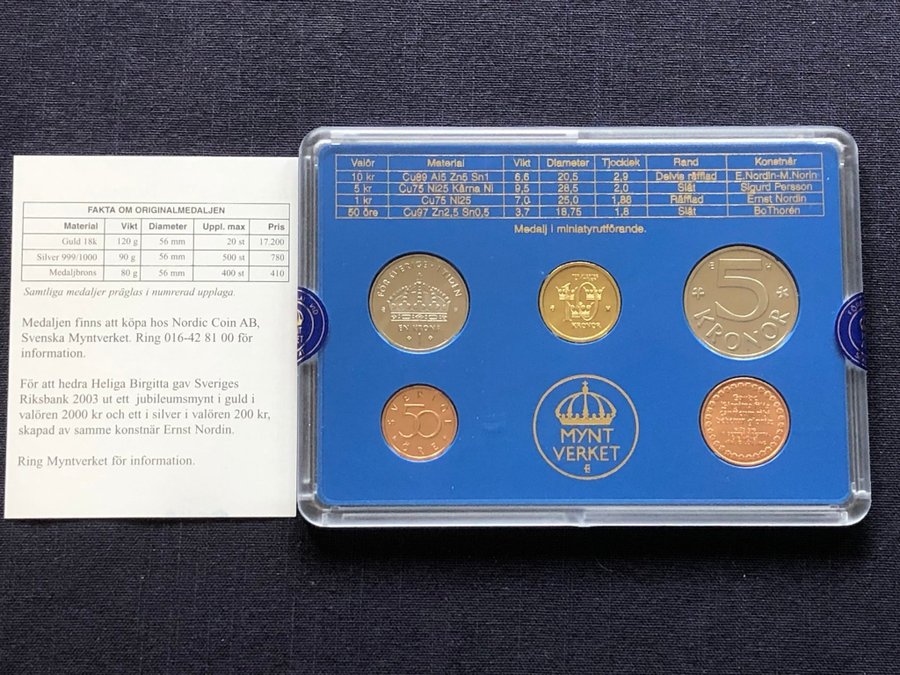 FAKTA OM ORIGINALMEDALJEN
Material Vikt Diameter Uppl. max Pris
Guld 18k 120 g 56 mm 20 st 17.200
Silver 999/1000 90 g 56 mm 500 st 780
Medaljbrons 80 g 56 mm 400 st 410
Samtliga medaljer präglas i numrerad upplaga.
Medaljen finns att köpa hos Nordic Coin AB,
Svenska Myntverket. Ring 016-42 81 00 för
information.
För att hedra Heliga Birgitta gav Sveriges
Riksbank 2003 ut ett jubileumsmynt i guld i
valören 2000 kr och ett i silver i valören 200 kr,
skapad av samme konstnär Ernst Nordin.
Ring Myntverket för information.
Valör Material Vikt Diameter Tjocklek Rand Konstnär
10 kr Cu89 Al5 Zn5 Sn1 6,6 20,5 2,9 Delvis räfflad E.Nordin-M.Norin
5 kr Cu75 Ni25 Kärna Ni 9,5 28,5 2,0 Slät Sigurd Persson
1 kr Cu75 Ni25 7,0 25,0 1,88 Räfflad Ernst Nordin
50 öre Cu97 Zn2,5 Sn0,5 3,7 18,75 1,8 Slät Bo Thorén
Medalj i miniatyrutförande.
EN KRONA
1
10
KRONOR
5
KRONOR
SVERIGE
50
ÖRE
MYNT
VERKET